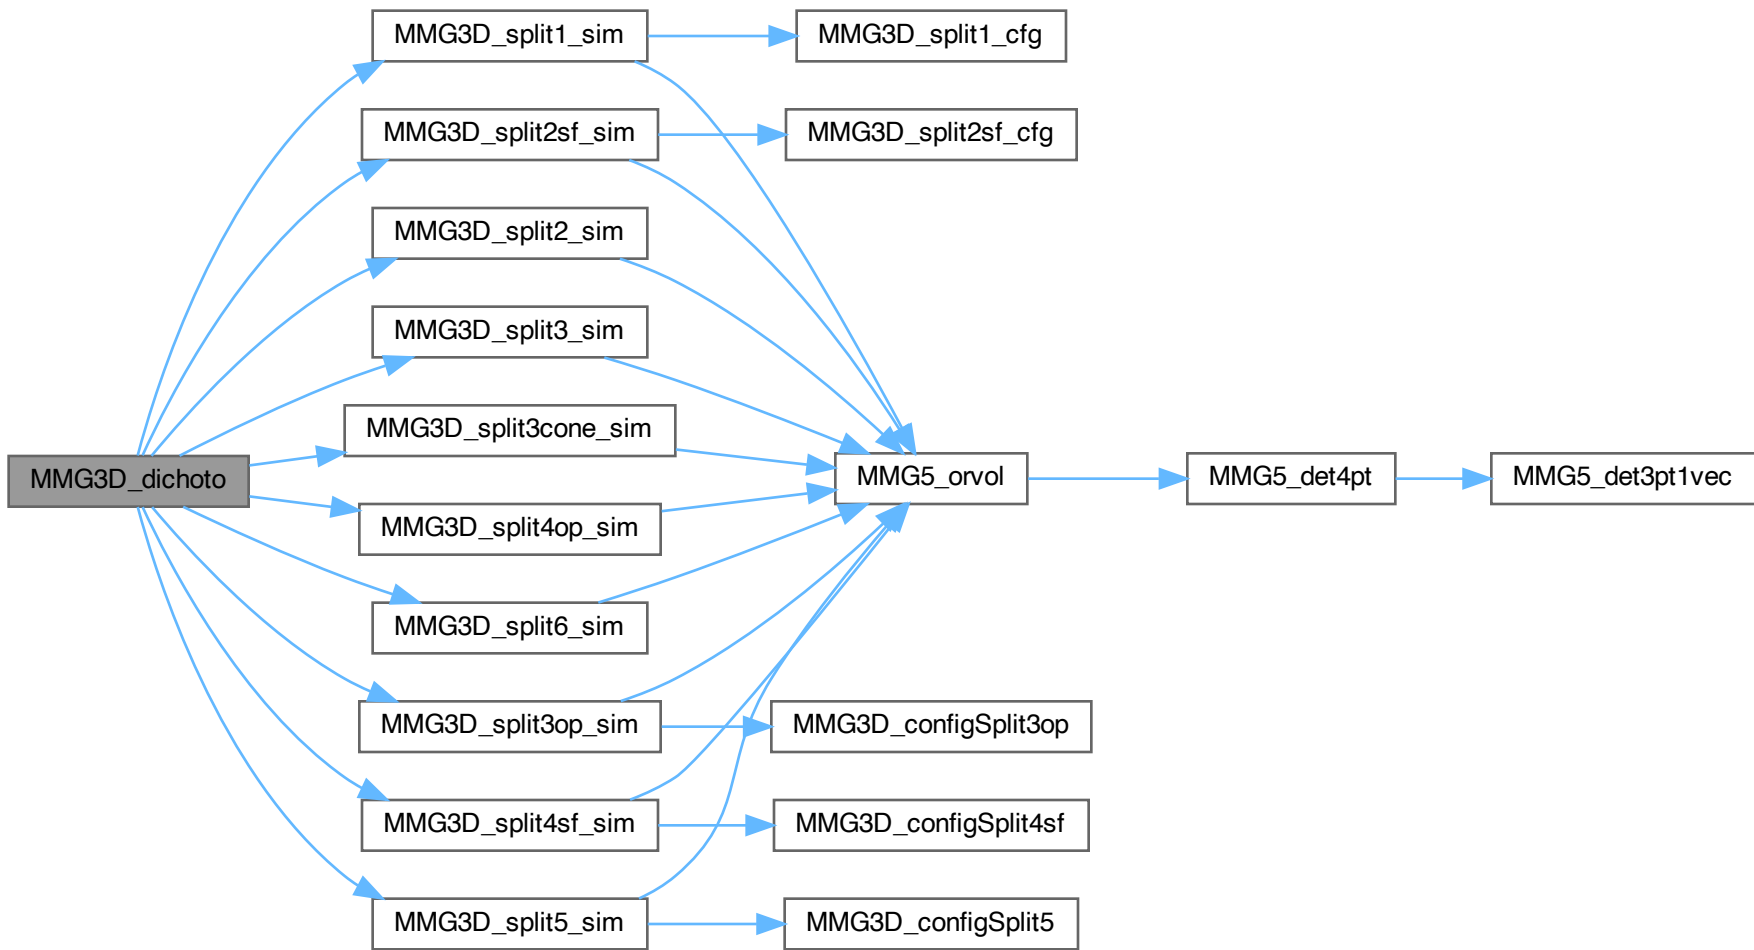 MMG3D_split1_sim
MMG3D_split1_cfg
MMG3D_split2sf_sim
MMG3D_split2sf_cfg
MMG3D_split2_sim
MMG3D_split3_sim
MMG3D_split3cone_sim
MMG3D_dichoto
MMG5_orvol
MMG5_det4pt
MMG5_det3pt1vec
MMG3D_split4op_sim
MMG3D_split6_sim
MMG3D_split3op_sim
MMG3D_configSplit3op
MMG3D_split4sf_sim
MMG3D_configSplit4sf
MMG3D_split5_sim
MMG3D_configSplit5